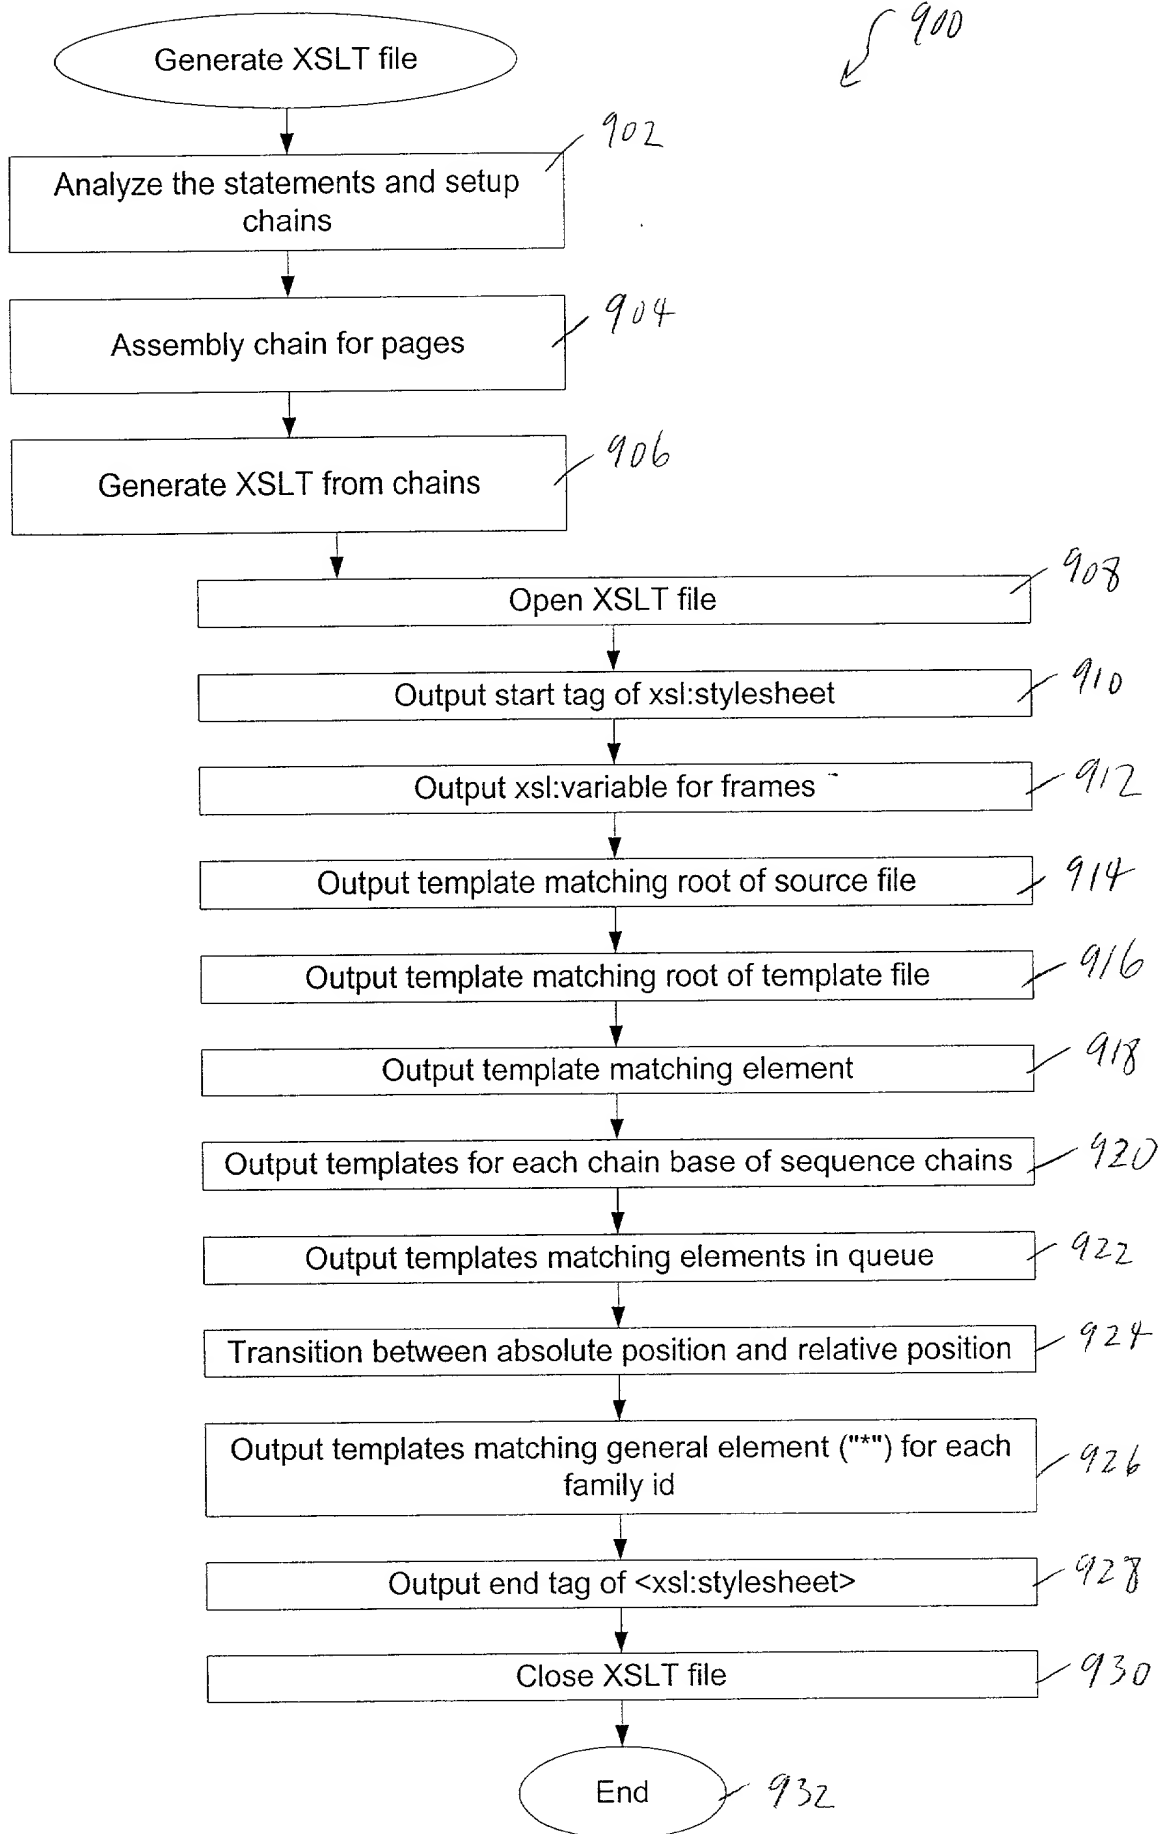 900
Generate XSLT file
902
Analyze the statements and setup
chains
904
Assembly chain for pages
906
Generate XSLT from chains
908
Open XSLT file
910
Output start tag of xsl:stylesheet
912
Output xsl:variable for frames
914
Output template matching root of source file
916
Output template matching root of template file
918
Output template matching element
920
Output templates for each chain base of sequence chains
922
Output templates matching elements in queue
924
Transition between absolute position and relative position
Output templates matching general element ("*") for each
family id
926
928
Output end tag of <xsl:stylesheet>
930
Close XSLT file
End
932